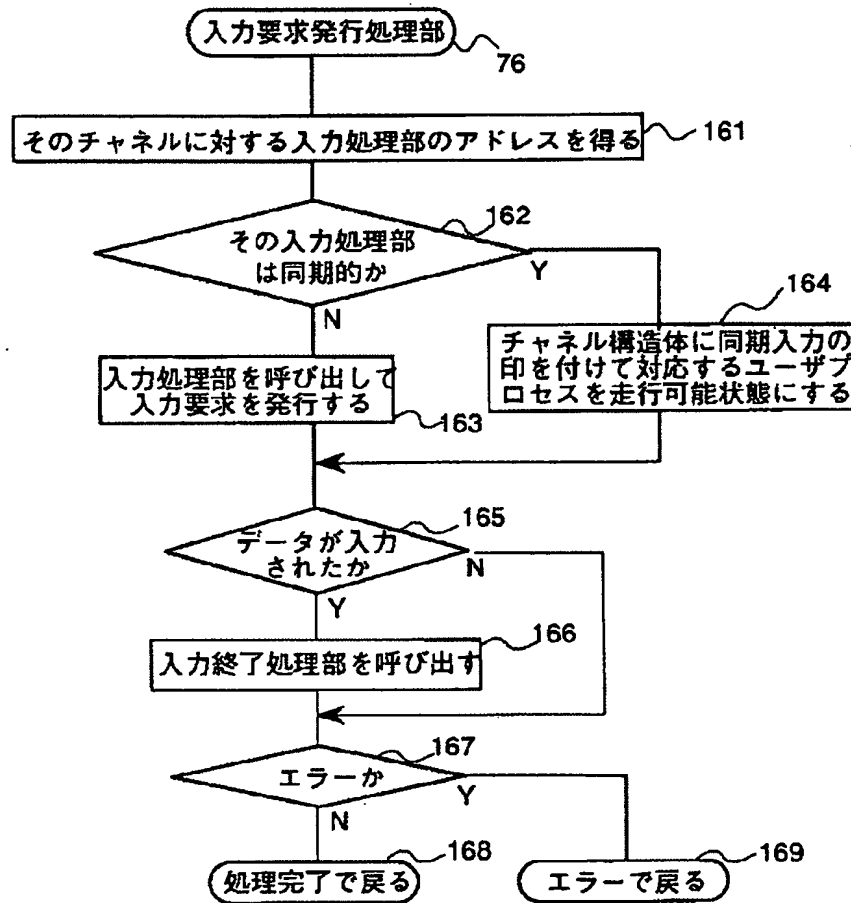 入力要求発行処理部
76
そのチャネルに対する入力処理部のアドレスを得る
161
162
その入力処理部
は同期的か
Y
N
164
チャネル構造体に同期入力の
印を付けて対応するユーザプ
ロセスを走行可能状態にする
入力処理部を呼び出して
入力要求を発行する
163
165
データが入力
されたか
N
Y
166
入力終了処理部を呼び出す
167
エラーか
Y
N
168
処理完了で戻る
169
エラーで戻る